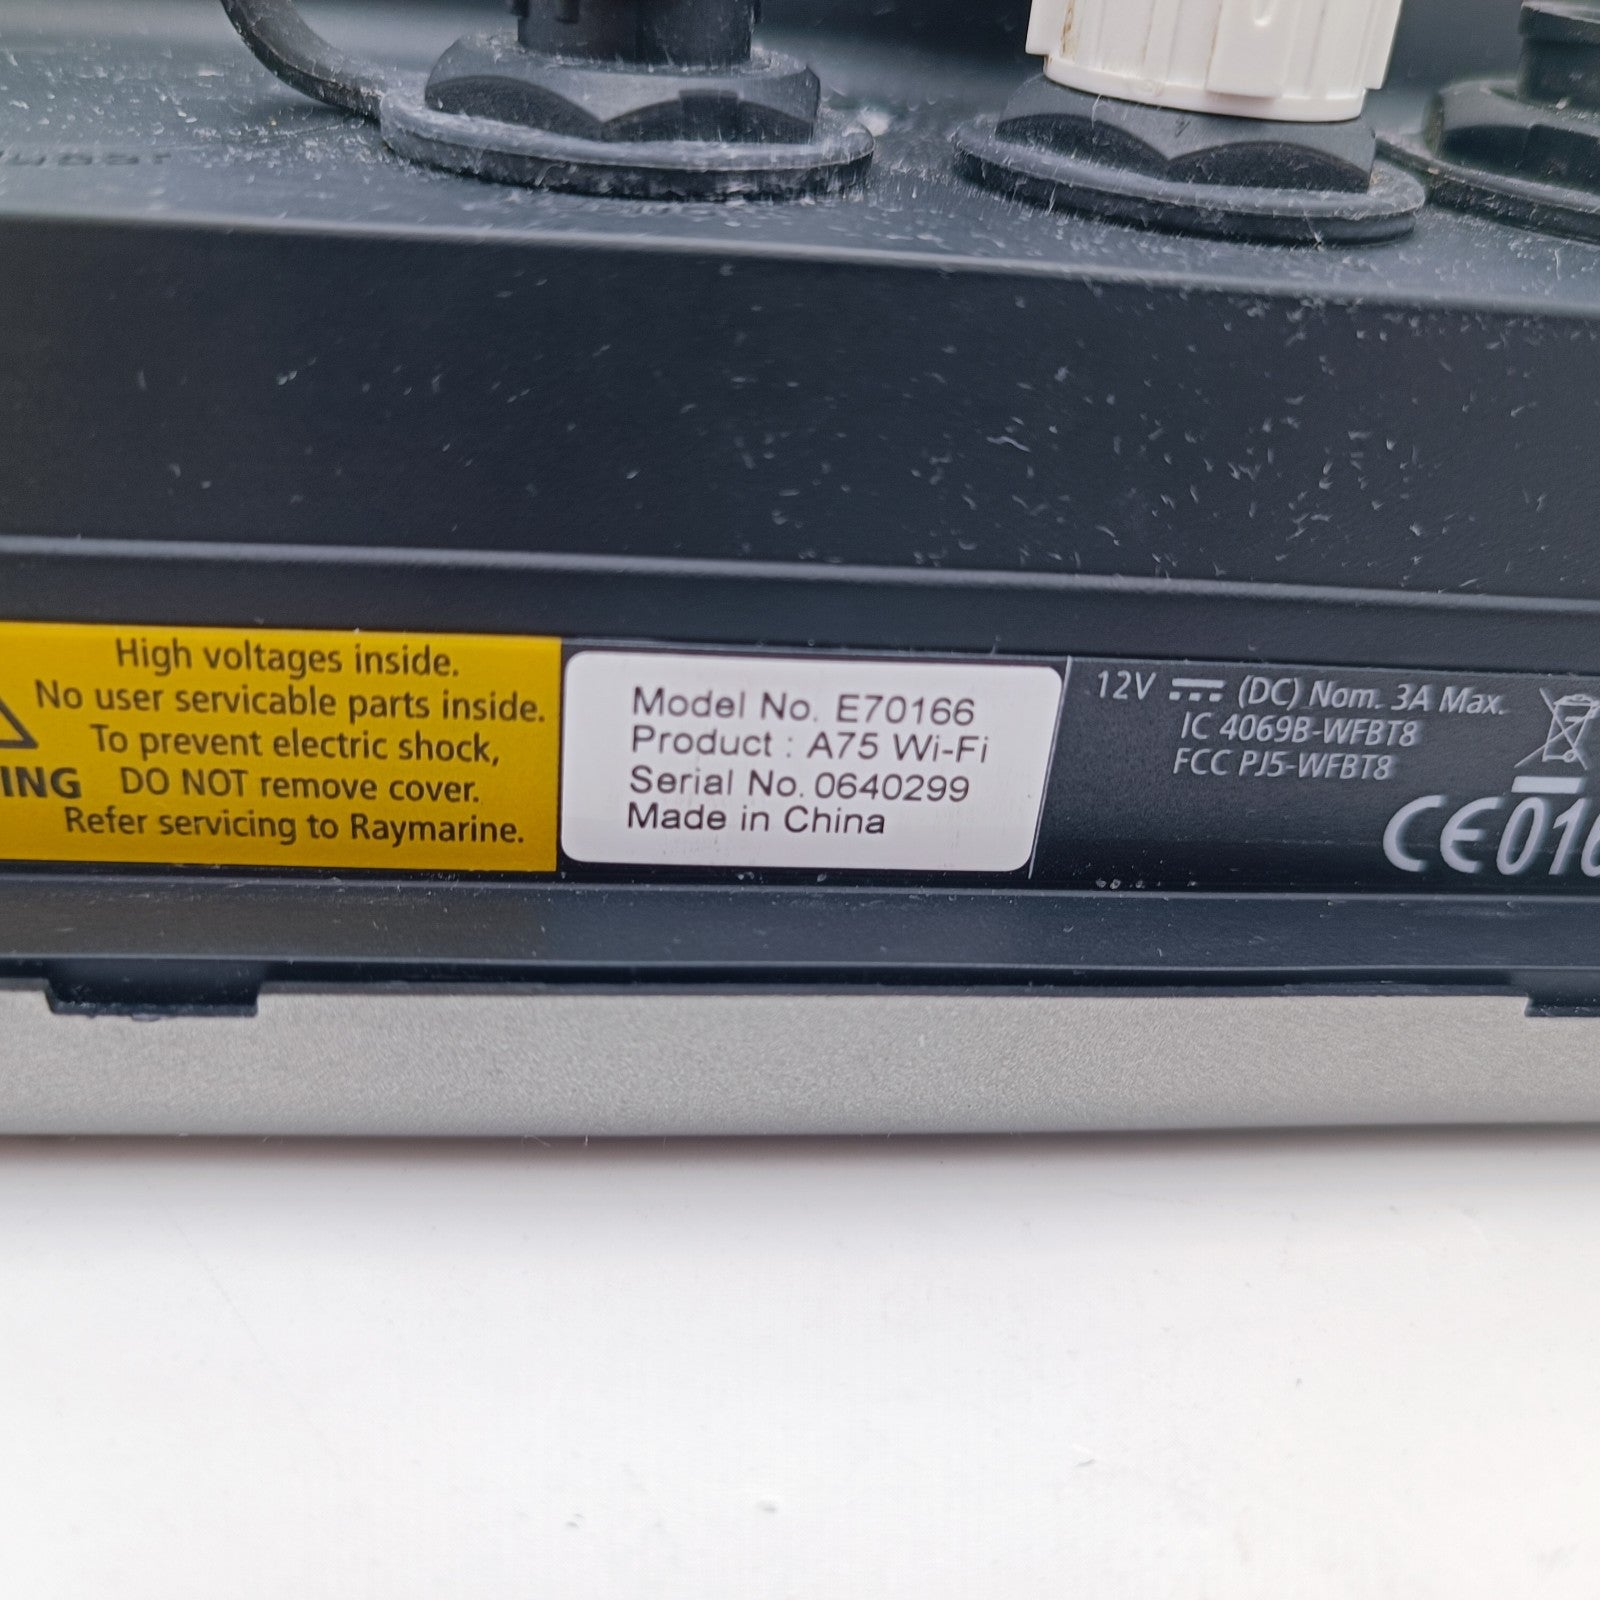 High voltages inside.
No user servicable parts inside.
To prevent electric shock,
ING DO NOT remove cover.
Refer servicing to Raymarine.
Model No. E70166
Product : A75 Wi-Fi
Serial No. 0640299
Made in China
12V (DC) Nom. 3A Max.
IC 4069B-WFBT8
FCC PJ5-WFBT8
CE016